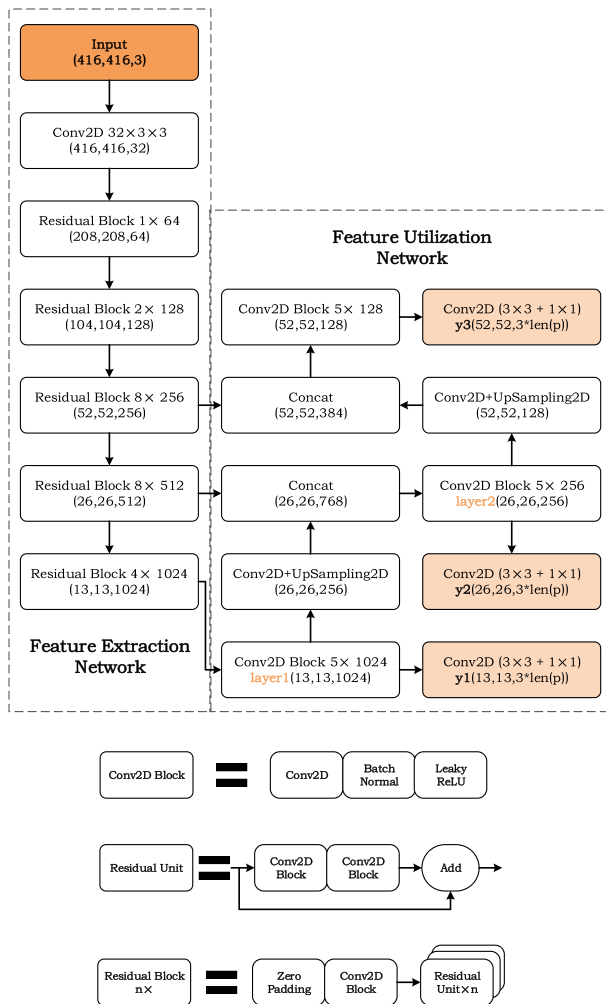 Input
(416,416,3)
Conv2D 32×3×3
(416,416,32)
Residual Block 1× 64
(208,208,64)
Residual Block 2× 128
(104,104,128)
Residual Block 8× 256
(52,52,256)
Residual Block 8× 512
(26,26,512)
Residual Block 4× 1024
(13,13,1024)
Feature Extraction
Network
Feature Utilization
Network
Conv2D Block 5× 128
(52,52,128)
Conv2D (3×3 + 1×1)
y3(52,52,3*len(p))
Concat
(52,52,384)
Conv2D+UpSampling2D
(52,52,128)
Concat
(26,26,768)
Conv2D Block 5× 256
layer2(26,26,256)
Conv2D+UpSampling2D
(26,26,256)
Conv2D (3×3 + 1×1)
y2(26,26,3*len(p))
Conv2D Block 5× 1024
layer1(13,13,1024)
Conv2D (3×3 + 1×1)
y1(13,13,3*len(p))
Conv2D Block
Conv2D
Batch
Normal
Leaky
ReLU
Residual Unit
Conv2D
Block
Conv2D
Block
Add
Residual Block
n×
Zero
Padding
Conv2D
Block
Residual
Unit×n